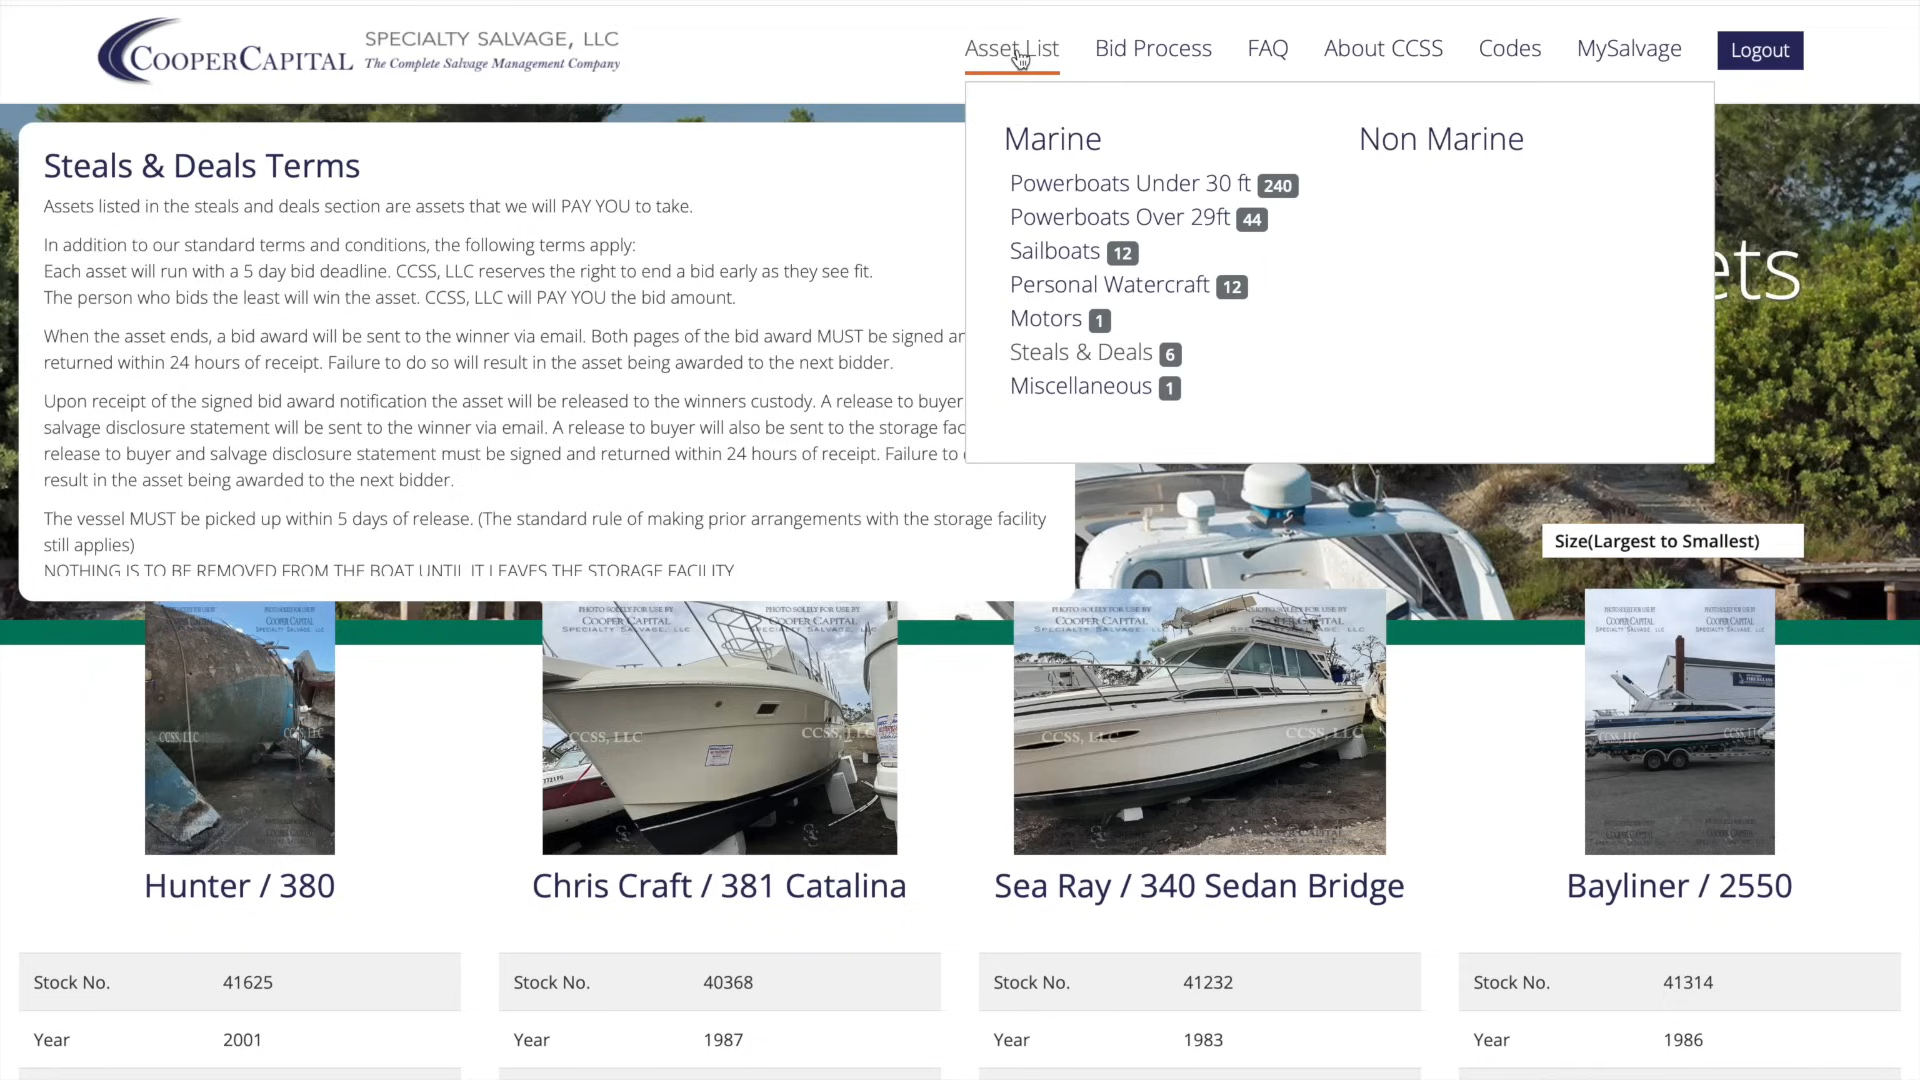 COOPERCAPITAL
SPECIALTY SALVAGE, LLC
The Complete Salvage Management Company
Asset List
Bid Process
FAQ
About CCSS
Codes
MySalvage
Logout
Marine
Powerboats Under 30 ft 240
Powerboats Over 29ft 44
Sailboats 12
Personal Watercraft 12
Motors 1
Steals & Deals 6
Miscellaneous 1
Non Marine
Steals & Deals Terms
Assets listed in the steals and deals section are assets that we will PAY YOU to take.
In addition to our standard terms and conditions, the following terms apply:
Each asset will run with a 5 day bid deadline. CCSS, LLC reserves the right to end a bid early as they see fit.
The person who bids the least will win the asset. CCSS, LLC will PAY YOU the bid amount.
When the asset ends, a bid award will be sent to the winner via email. Both pages of the bid award MUST be signed an
returned within 24 hours of receipt. Failure to do so will result in the asset being awarded to the next bidder.
Upon receipt of the signed bid award notification the asset will be released to the winners custody. A release to buyer
salvage disclosure statement will be sent to the winner via email. A release to buyer will also be sent to the storage fac
release to buyer and salvage disclosure statement must be signed and returned within 24 hours of receipt. Failure to
result in the asset being awarded to the next bidder.
The vessel MUST be picked up within 5 days of release. (The standard rule of making prior arrangements with the storage facility
still applies)
NOTHING IS TO BE REMOVED FROM THE BOAT UNTIL IT LEAVES THE STORAGE FACILITY
ets
Size(Largest to Smallest)
PHOTO SOLELY FOR USE BY
COOPER CAPITAL
SPECIALTY SALVAGE, LLC
CCSS, LLC
Hunter / 380
Chris Craft / 381 Catalina
Sea Ray / 340 Sedan Bridge
Bayliner / 2550
Stock No. 41625
Year 2001
Stock No. 40368
Year 1987
Stock No. 41232
Year 1983
Stock No. 41314
Year 1986